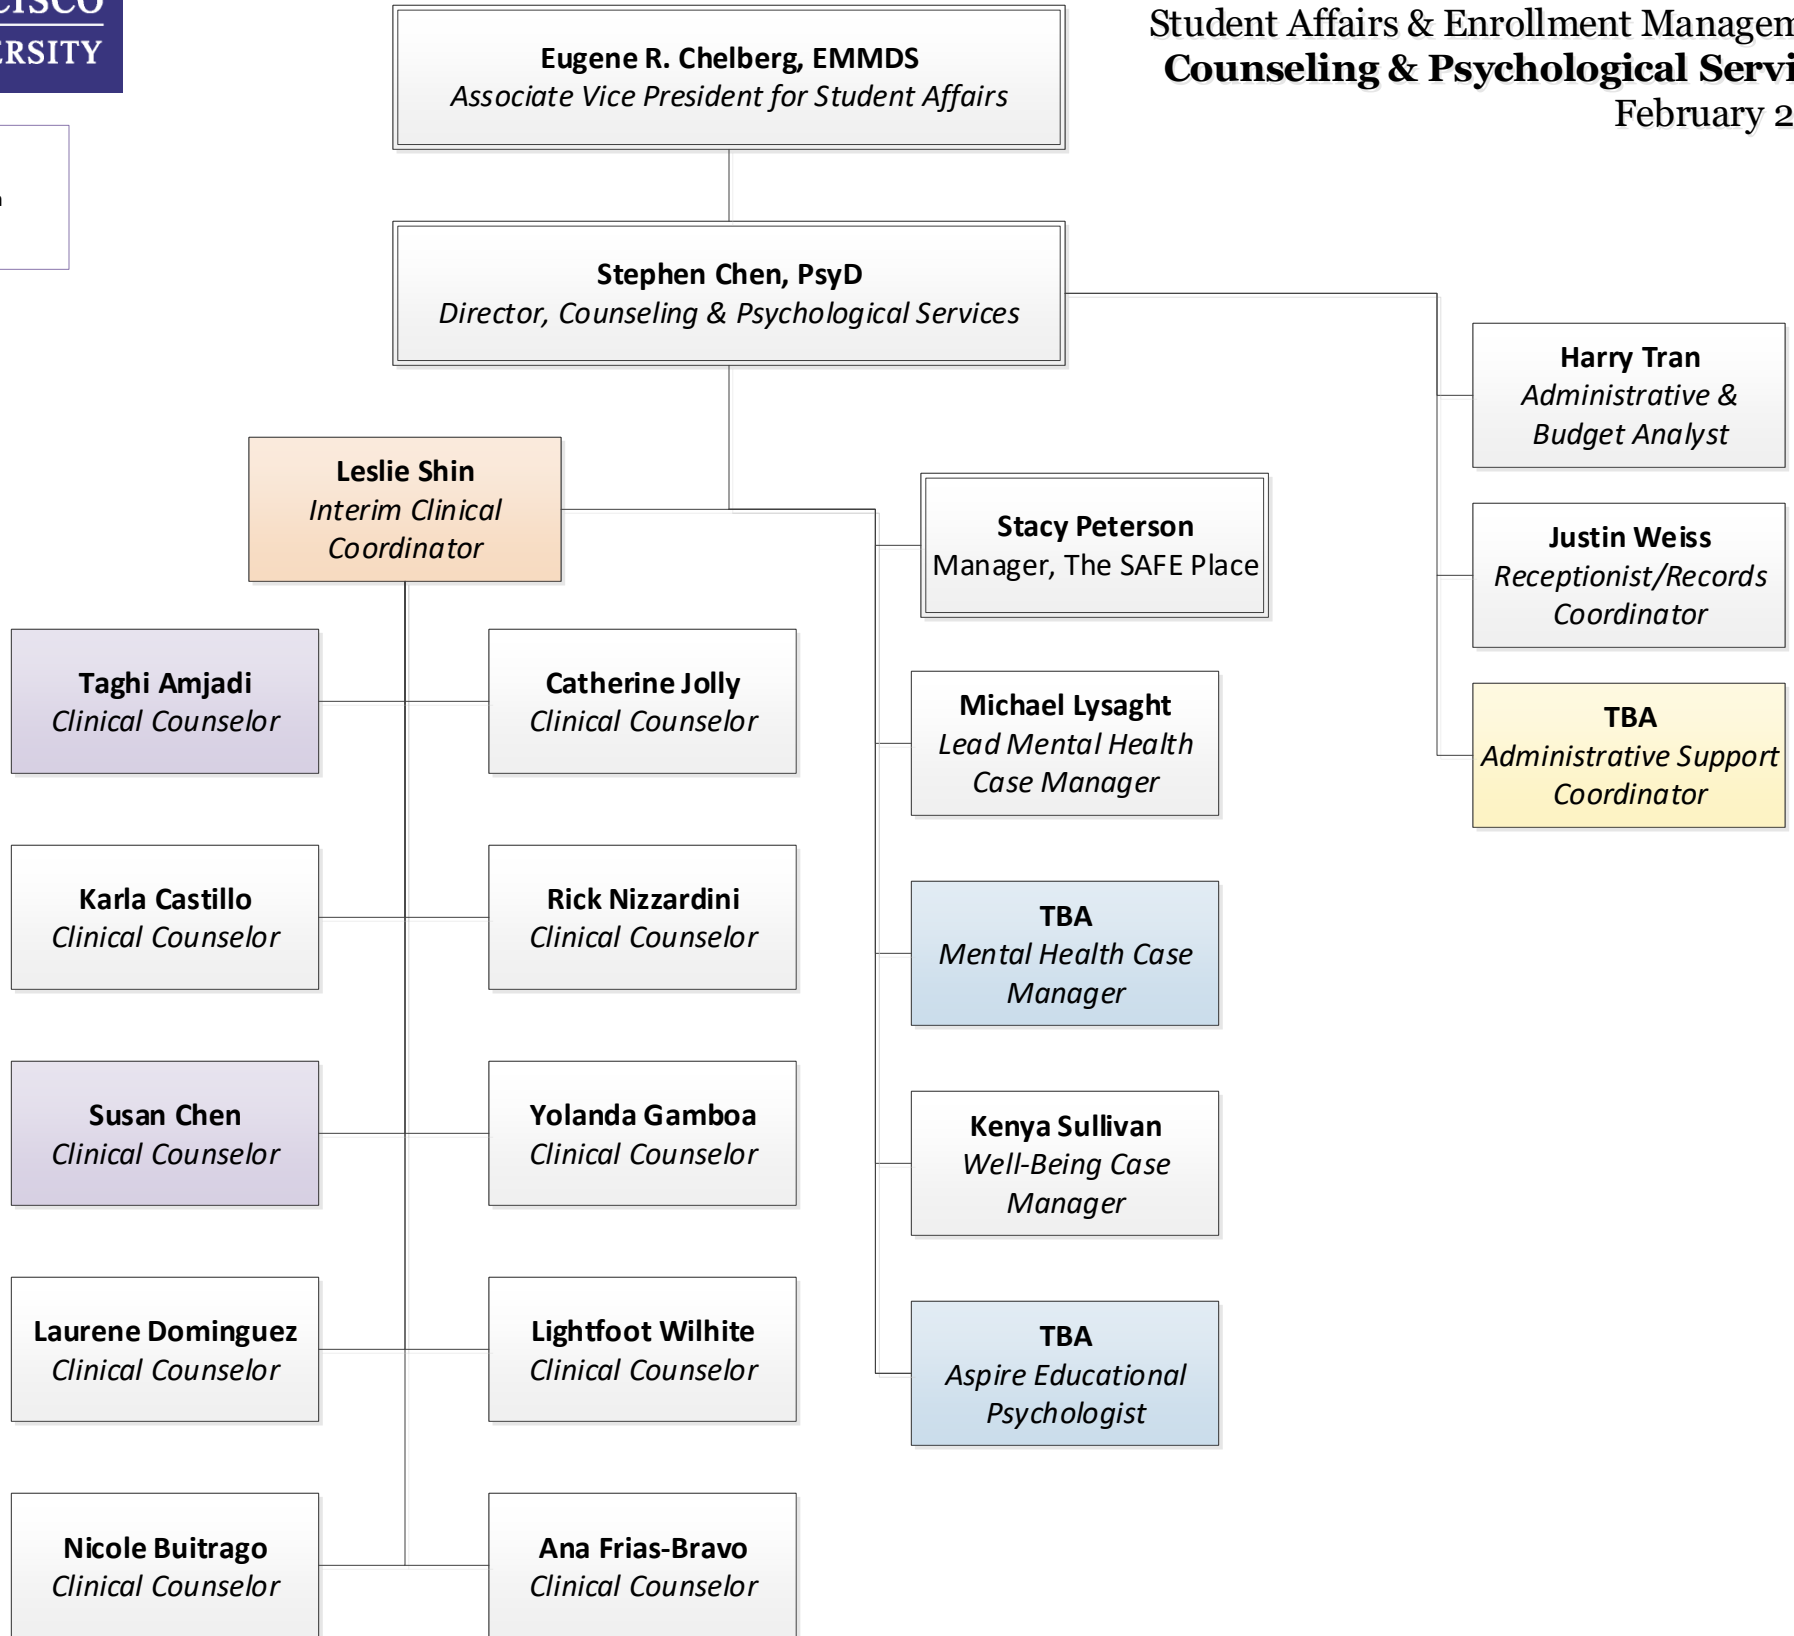 ERSITY
Student Affairs & Enrollment
Counseling & Psychological
February
Eugene R. Chelberg, EMMDS
Associate Vice President for Student Affairs
Stephen Chen, PsyD
Director, Counseling & Psychological Services
Harry Tran
Administrative &
Budget Analyst
Leslie Shin
Interim Clinical
Coordinator
Stacy Peterson
Manager, The SAFE Place
Justin Weiss
Receptionist/Records
Coordinator
Taghi Amjadi
Clinical Counselor
Catherine Jolly
Clinical Counselor
Michael Lysaght
Lead Mental Health
Case Manager
TBA
Administrative Support
Coordinator
Karla Castillo
Clinical Counselor
Rick Nizzardini
Clinical Counselor
TBA
Mental Health Case
Manager
Susan Chen
Clinical Counselor
Yolanda Gamboa
Clinical Counselor
Kenya Sullivan
Well-Being Case
Manager
Laurene Dominguez
Clinical Counselor
Lightfoot Wilhite
Clinical Counselor
TBA
Aspire Educational
Psychologist
Nicole Buitrago
Clinical Counselor
Ana Frias-Bravo
Clinical Counselor